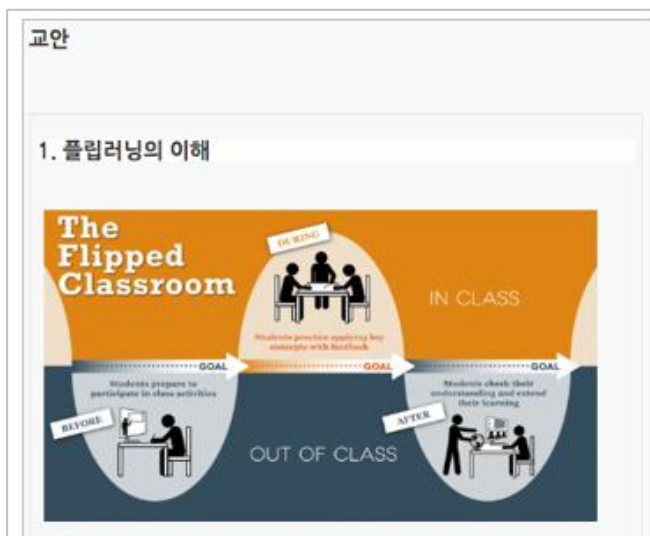 교안
1. 플립러닝의 이해
The
Flipped
Classroom
DURING
IN CLASS
Students practice applying key
concepts with feedback
GOAL
GOAL
GOAL
Students prepare to
participate in class activities
Students check their
understanding and extend
their learning
BEFORE
AFTER
OUT OF CLASS